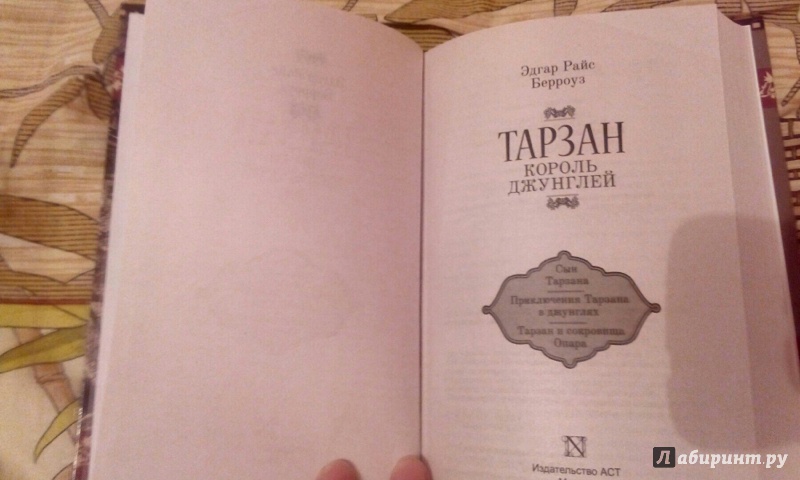 Эдгар Райс
Берроуз
ТАРЗАН
КОРОЛЬ
ДЖУНГЛЕЙ
Сын
Тарзана
Приключения Тарзана
в джунглях
Тарзан и сокровища
Опара
Издательство АСТ
Лабиринт.ру